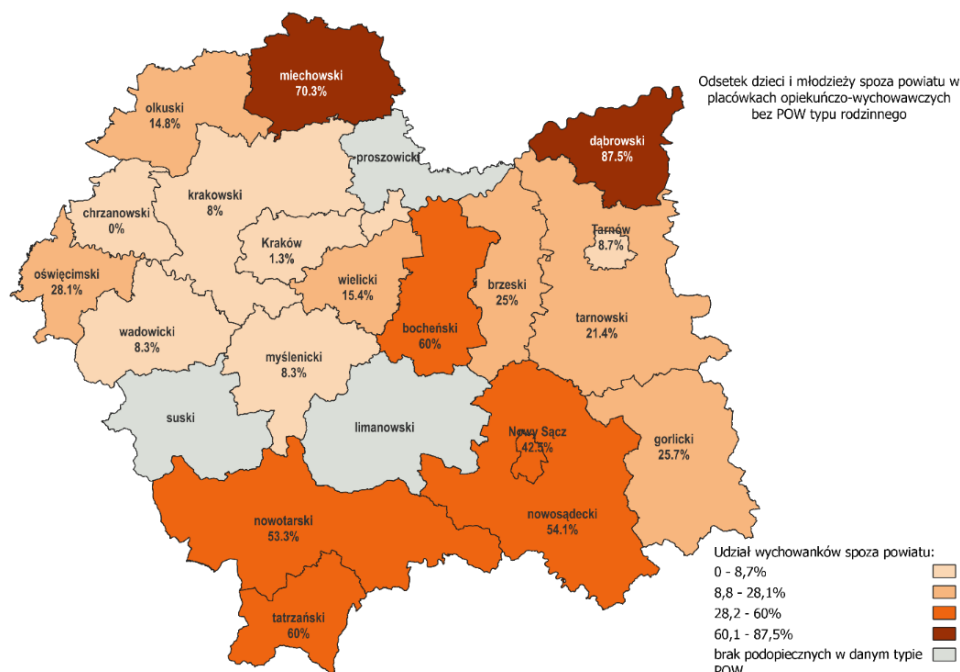 miechowski
70.3%
Odsetek dzieci i młodzieży spoza powiatu w
placówkach opiekuńczo-wychowawczych
bez POW typu rodzinnego
olkuski
14.8%
dąbrowski
87.5%
proszowicki
krakowski
8%
chrzanowski
0%
Kraków
1.3%
Tarnów
8.7%
oświęcimski
28.1%
wielicki
15.4%
brzeski
25%
tarnowski
21.4%
wadowicki
8.3%
bocheński
60%
myślenicki
8.3%
suski
limanowski
Nowy Sącz
42.5%
gorlicki
25.7%
nowotarski
53.3%
nowosądecki
54.1%
tatrzański
60%
Udział wychowanków spoza powiatu:
0 - 8,7%
8,8 - 28,1%
28,2 - 60%
60,1 - 87,5%
brak podopiecznych w danym typie
POW